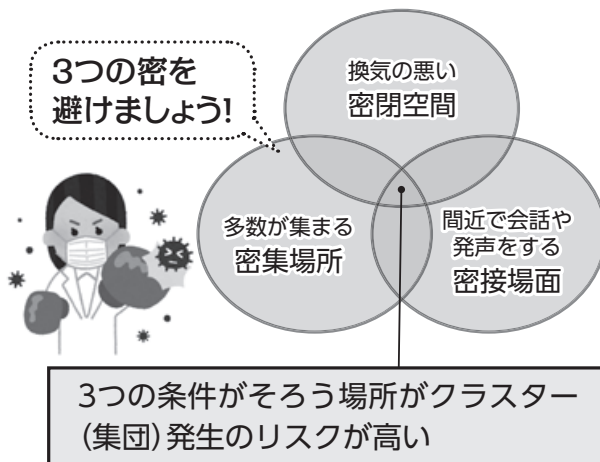 3つの密を
避けましょう!
換気の悪い
密閉空間
多数が集まる
密集場所
間近で会話や
発声をする
密接場面
3つの条件がそろう場所がクラスター
(集団)発生のリスクが高い